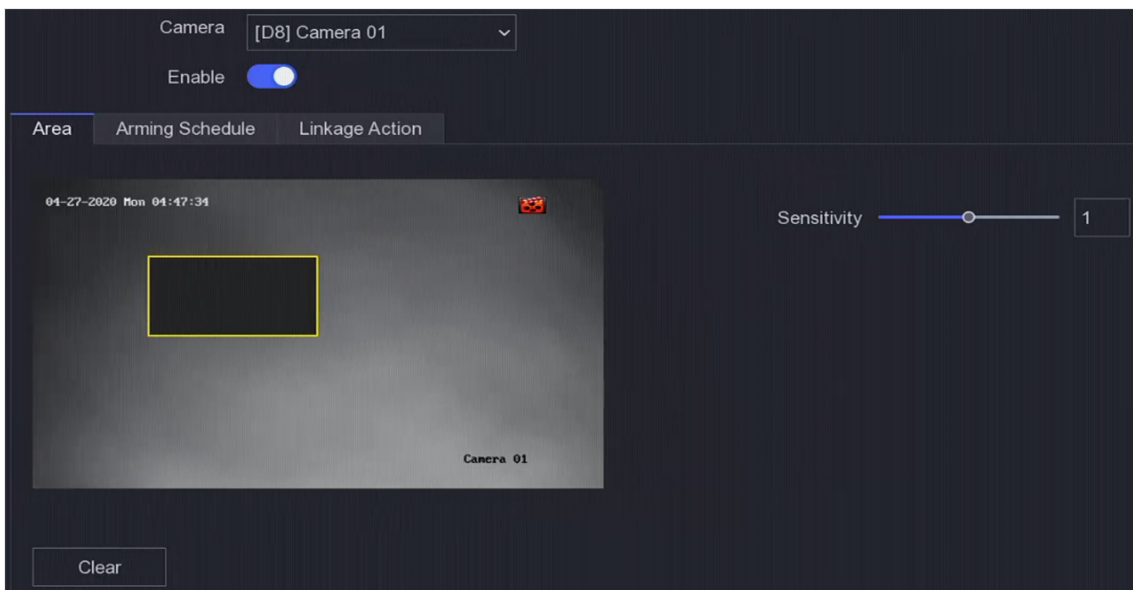 Camera [D8] Camera 01
Enable
Area Arming Schedule Linkage Action
04-27-2020 Mon 04:47:34
Sensitivity 1
Camera 01
Clear